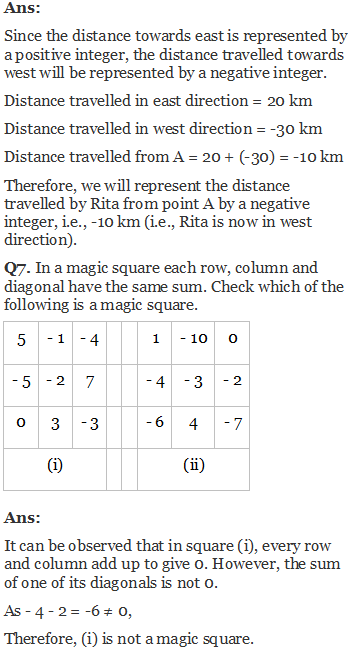 Ans:
Since the distance towards east is represented by
a positive integer, the distance travelled towards
west will be represented by a negative integer.
Distance travelled in east direction = 20 km
Distance travelled in west direction = -30 km
Distance travelled from A = 20 + (-30) = -10 km
Therefore, we will represent the distance
travelled by Rita from point A by a negative
integer, i.e., -10 km (i.e., Rita is now in west
direction).
Q7. In a magic square each row, column and
diagonal have the same sum. Check which of the
following is a magic square.
5 - 1 - 4 1 - 10 0
- 5 - 2 7 - 4 - 3 - 2
0 3 - 3 - 6 4 - 7
(i) (ii)
Ans:
It can be observed that in square (i), every row
and column add up to give 0. However, the sum
of one of its diagonals is not 0.
As - 4 - 2 = -6 ≠ 0,
Therefore, (i) is not a magic square.